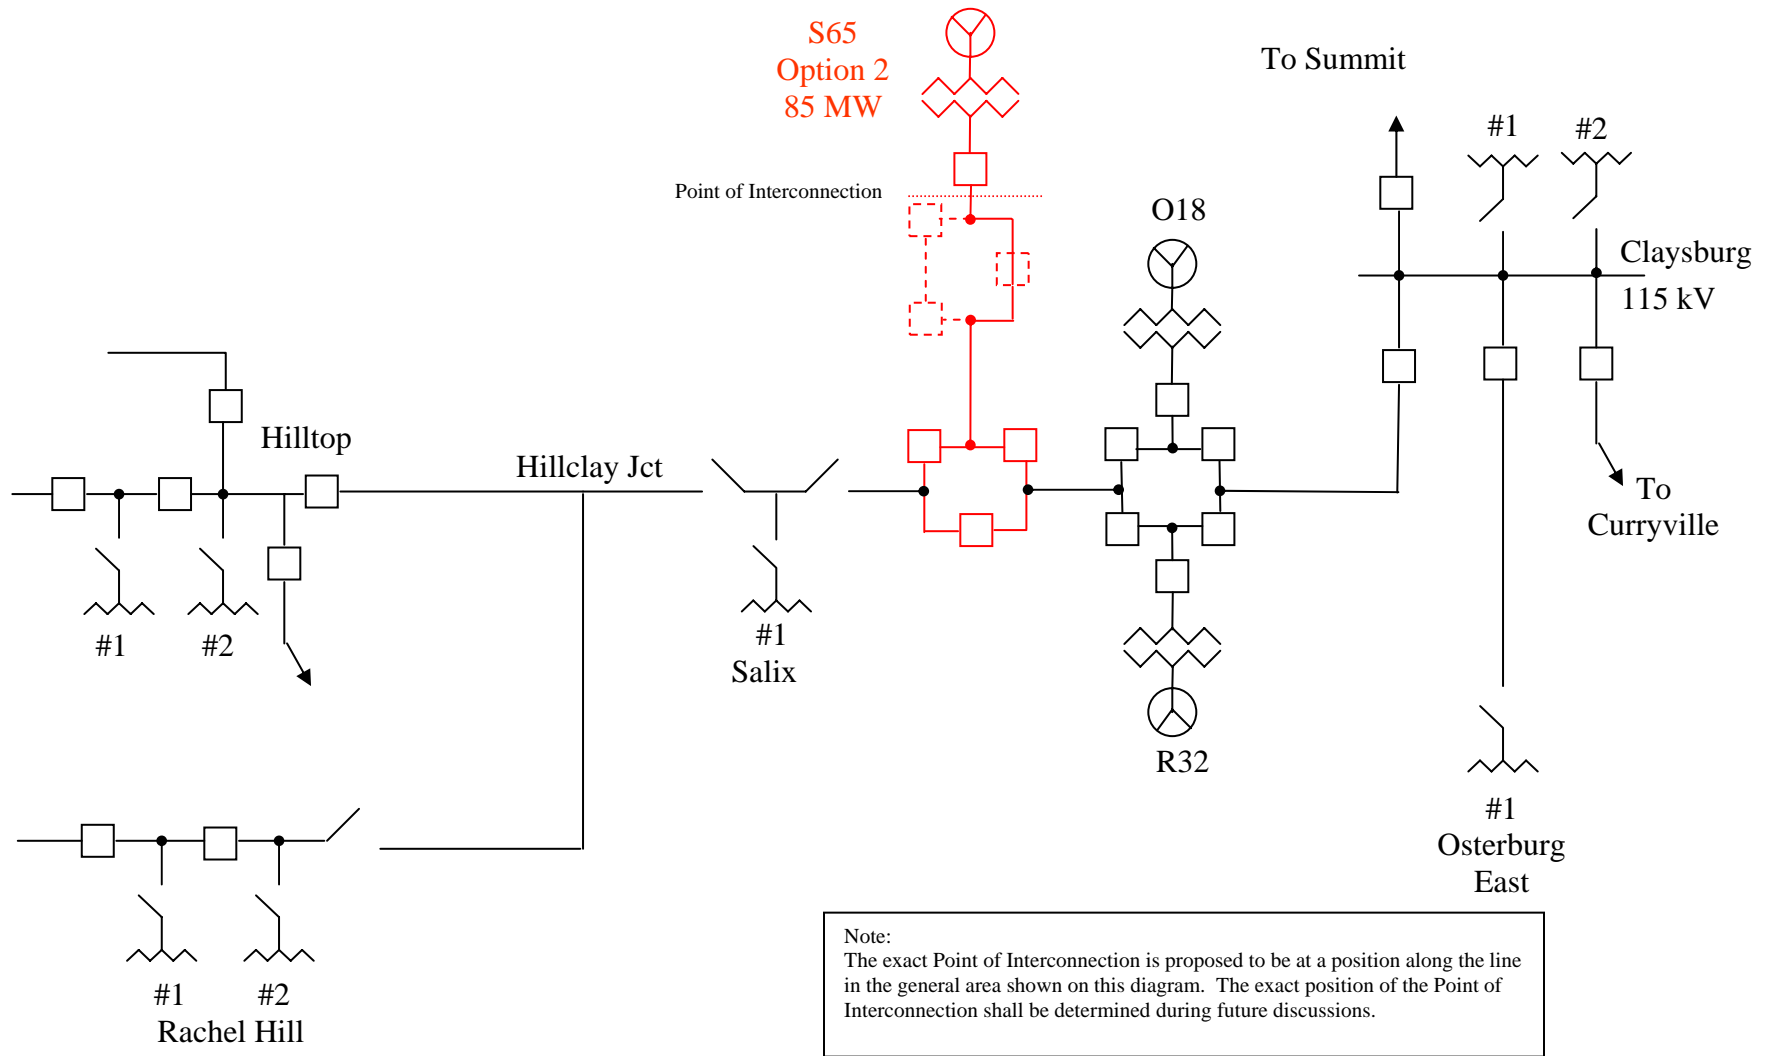 S65
Option 2
85 MW
To Summit
#1
#2
Point of Interconnection
O18
Claysburg
115 kV
Hilltop
Hillclay Jct
To
Curryville
#1
#2
#1
Salix
R32
#1
Osterburg
East
#1
#2
Rachel Hill
Note:
The exact Point of Interconnection is proposed to be at a position along the line
in the general area shown on this diagram. The exact position of the Point of
Interconnection shall be determined during future discussions.